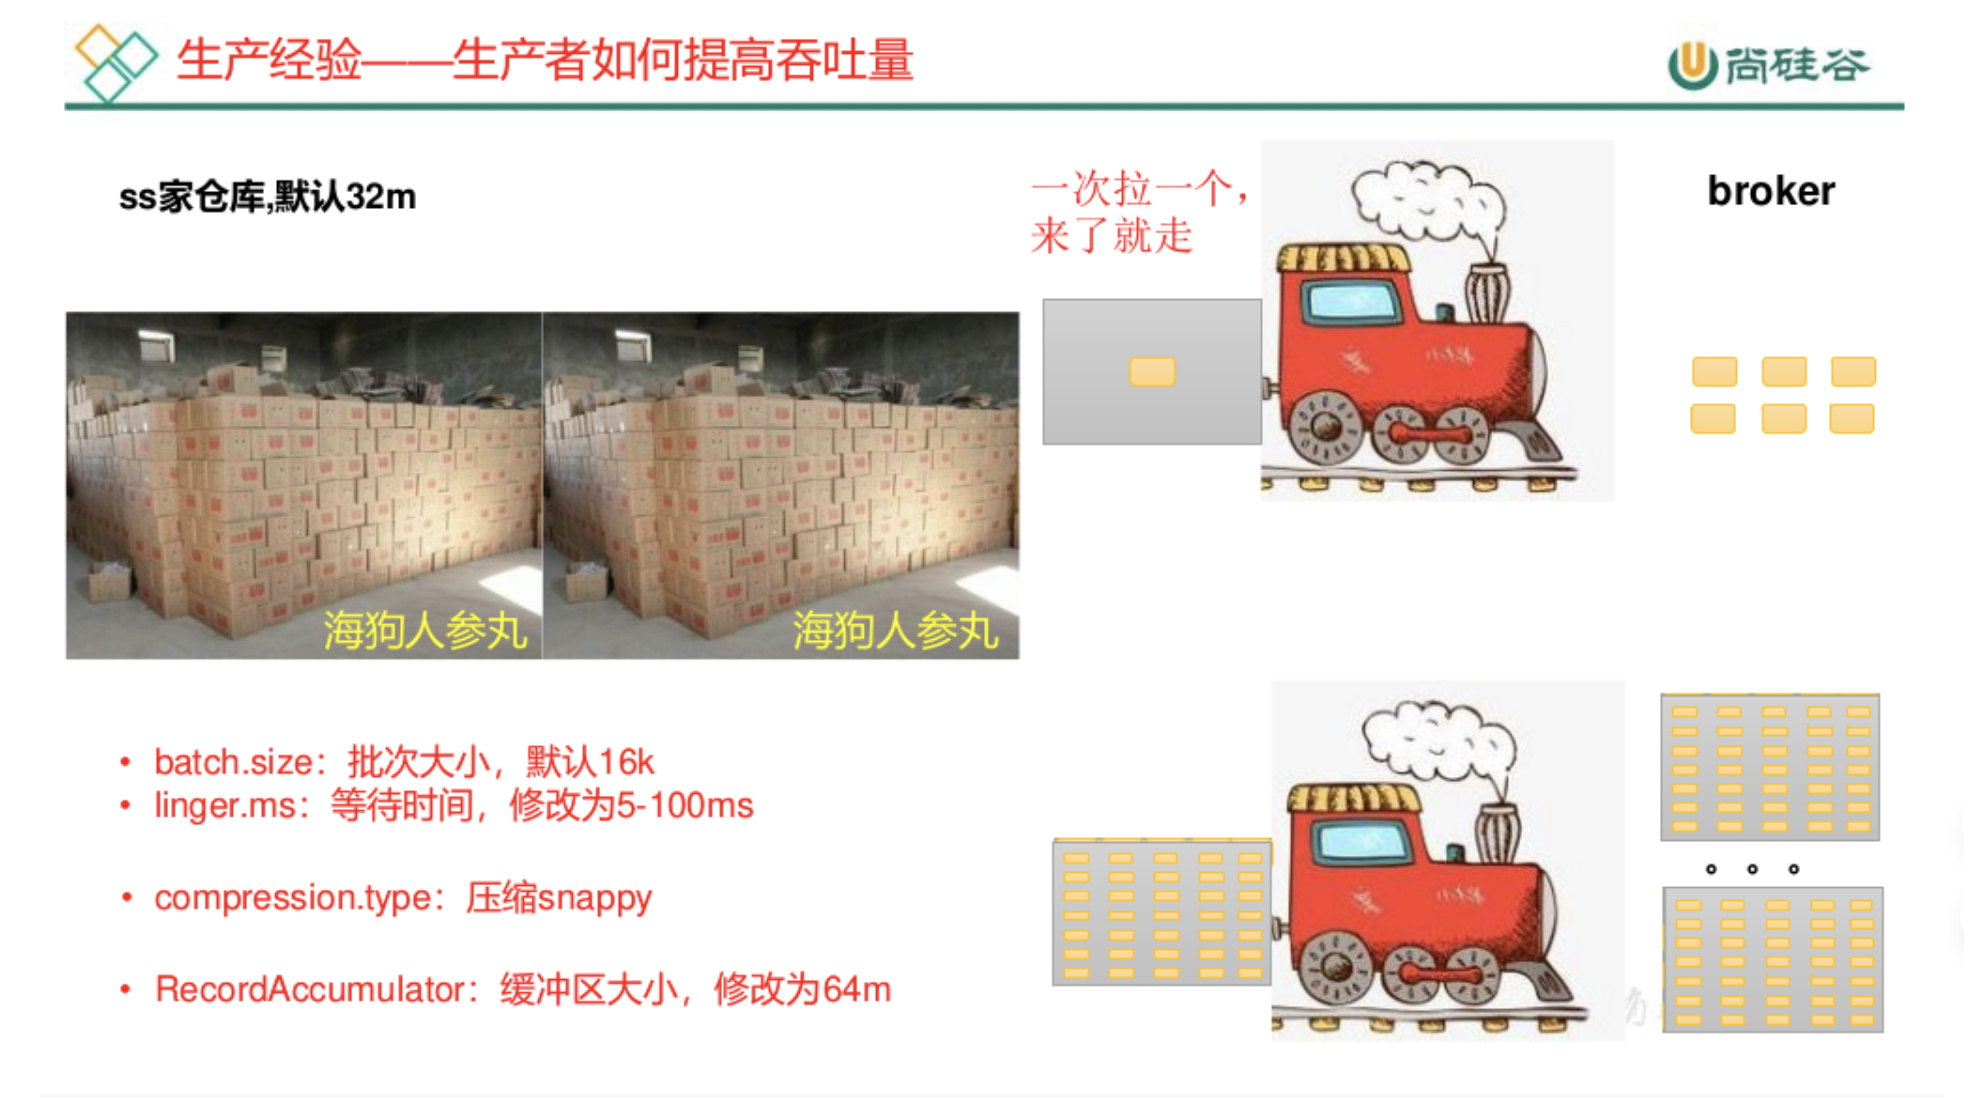 生产经验——生产者如何提高吞吐量
尚硅谷
ss家仓库,默认32m
一次拉一个，
来了就走
broker
海狗人参丸
海狗人参丸
• batch.size：批次大小，默认16k
• linger.ms：等待时间，修改为5-100ms
• compression.type：压缩snappy
• RecordAccumulator：缓冲区大小，修改为64m